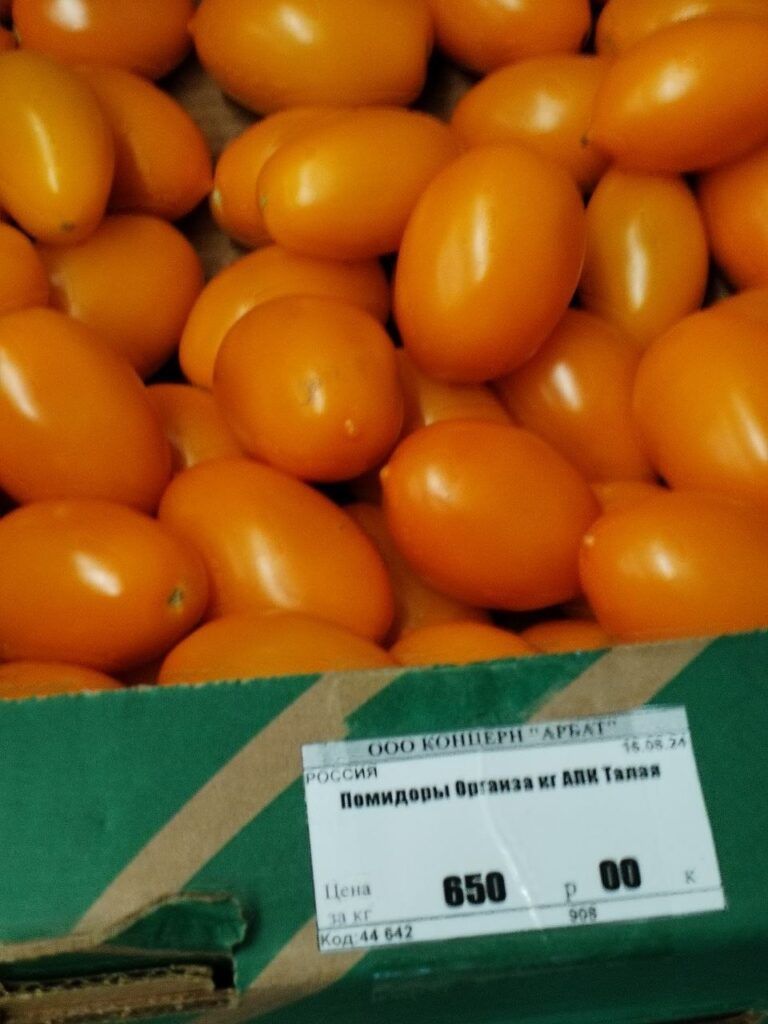 ООО КОНЦЕРН "АРБАТ"
РОССИЯ 16.08.24
Помидоры Органза кг АПК Талая
Цена 650 р 00 к
за кг 908
Код:44 642